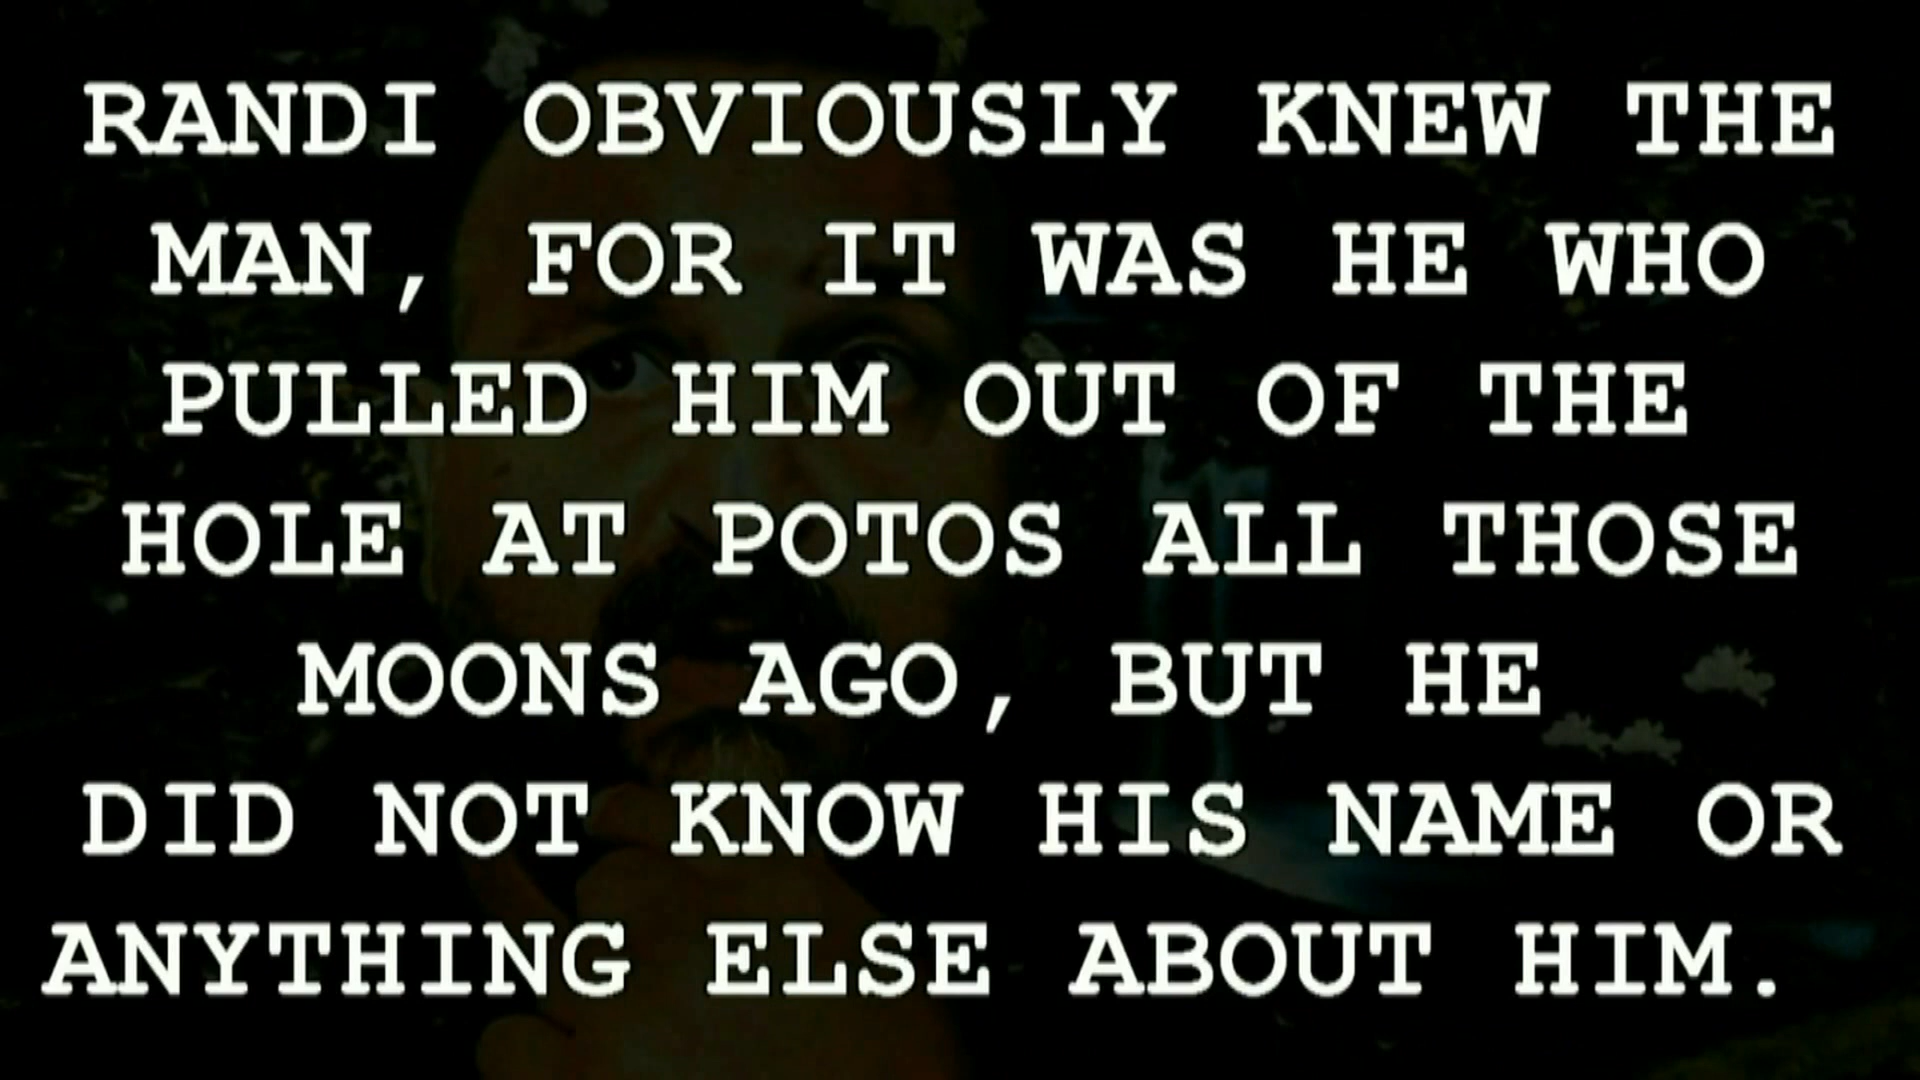 RANDI OBVIOUSLY KNEW THE
MAN, FOR IT WAS HE WHO
PULLED HIM OUT OF THE
HOLE AT POTOS ALL THOSE
MOONS AGO, BUT HE
DID NOT KNOW HIS NAME OR
ANYTHING ELSE ABOUT HIM.